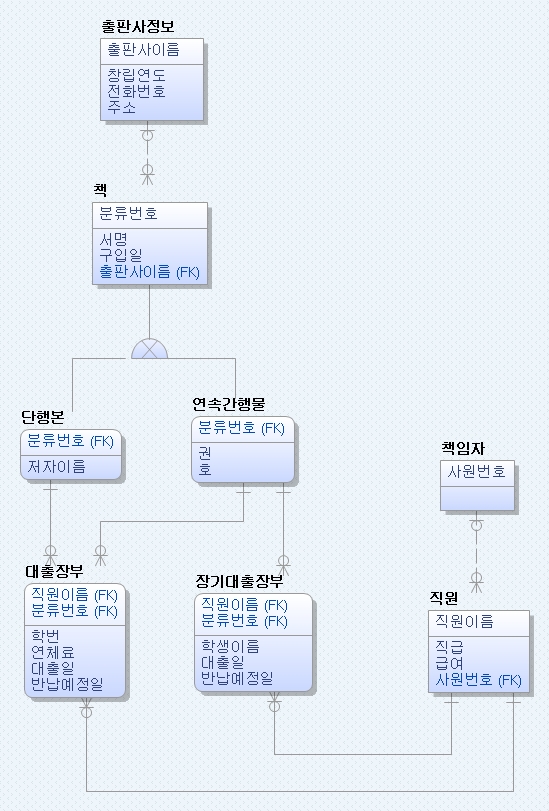 출판사정보
출판사이름
창립연도
전화번호
주소
책
분류번호
서명
구입일
출판사이름 (FK)
단행본
분류번호 (FK)
저자이름
연속간행물
분류번호 (FK)
권
호
책임자
사원번호
대출장부
직원이름 (FK)
분류번호 (FK)
학번
연체료
대출일
반납예정일
장기대출장부
직원이름 (FK)
분류번호 (FK)
학생이름
대출일
반납예정일
직원
직원이름
직급
급여
사원번호 (FK)